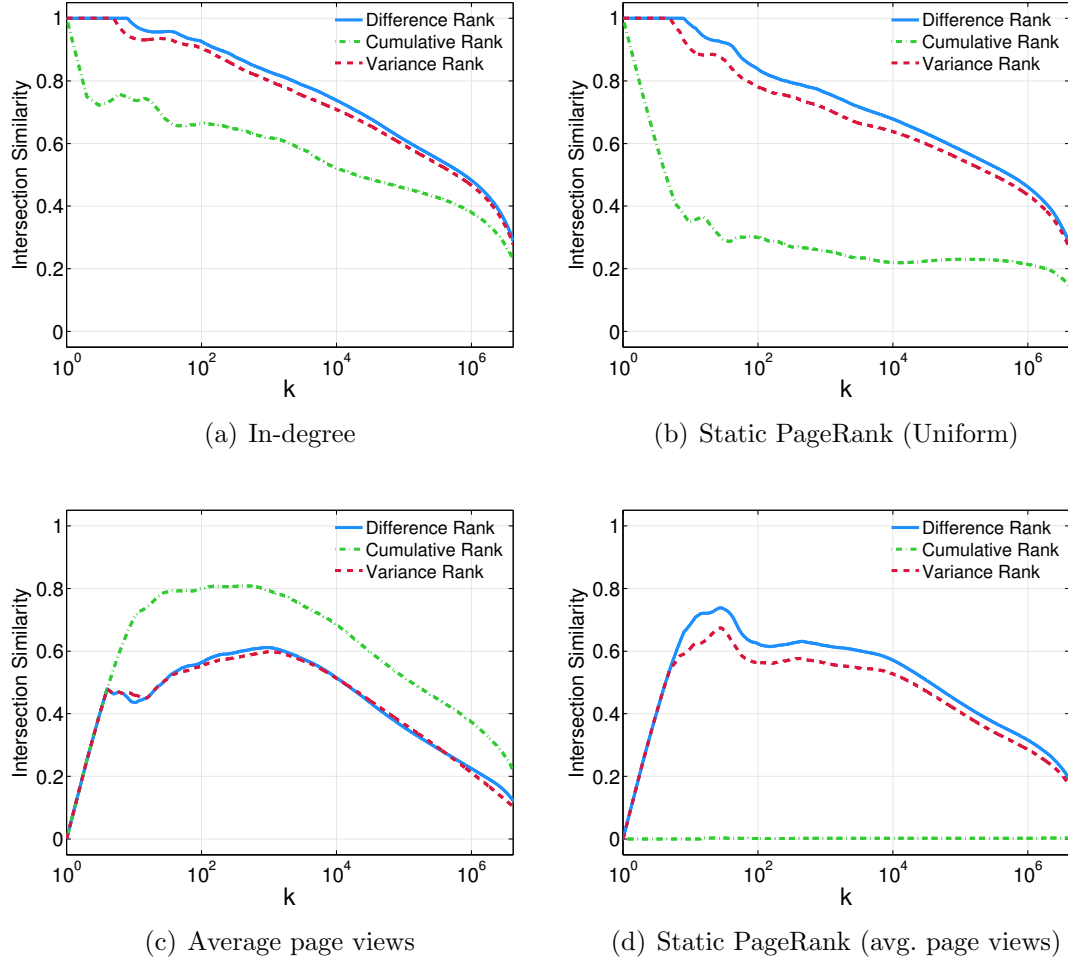 1
0.8
0.6
0.4
0.2
0
Intersection Similarity
10^0
10^2
10^4
10^6
k
Difference Rank
Cumulative Rank
Variance Rank
(a) In-degree
1
0.8
0.6
0.4
0.2
0
Intersection Similarity
10^0
10^2
10^4
10^6
k
Difference Rank
Cumulative Rank
Variance Rank
(b) Static PageRank (Uniform)
1
0.8
0.6
0.4
0.2
0
Intersection Similarity
10^0
10^2
10^4
10^6
k
Difference Rank
Cumulative Rank
Variance Rank
(c) Average page views
1
0.8
0.6
0.4
0.2
0
Intersection Similarity
10^0
10^2
10^4
10^6
k
Difference Rank
Cumulative Rank
Variance Rank
(d) Static PageRank (avg. page views)